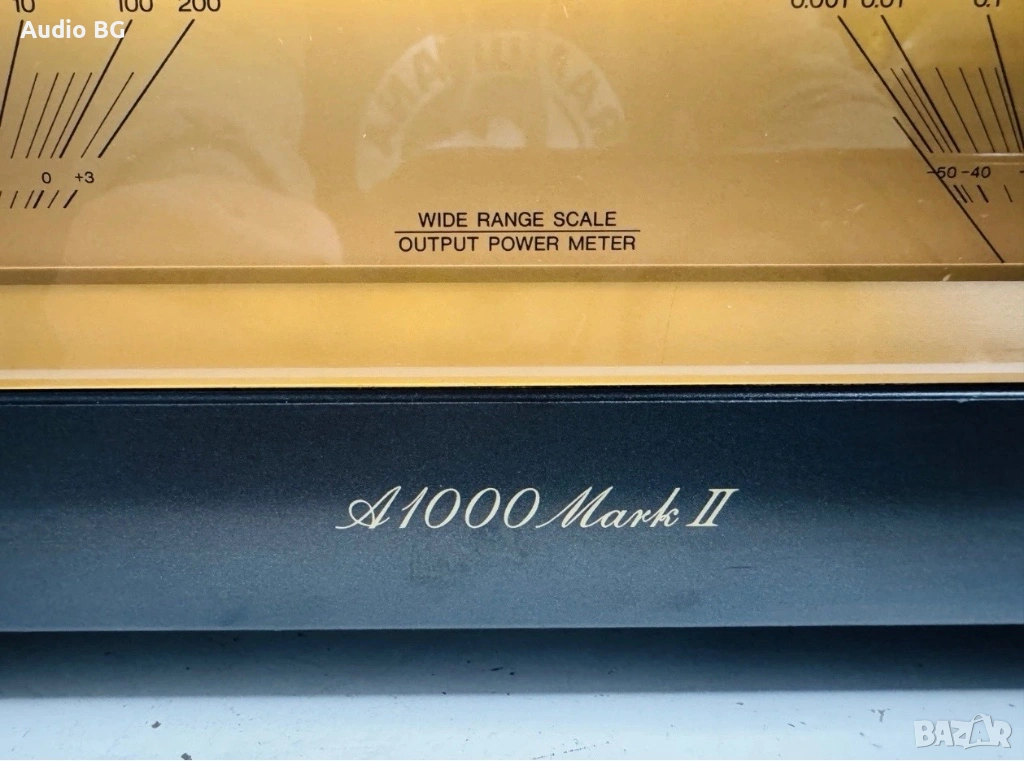 10 100 200
Audio BG
0.001 0.01 0.1
0 +3
-50 -40
WIDE RANGE SCALE
OUTPUT POWER METER
A1000 Mark II
BAZAR